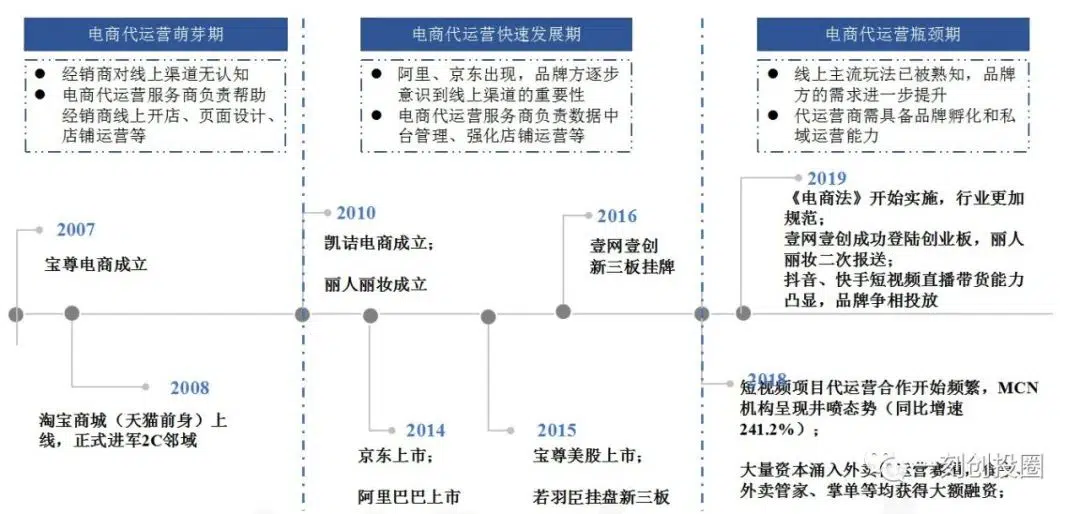 电商代运营萌芽期
经销商对线上渠道无认知
电商代运营服务商负责帮助
经销商线上开店、页面设计、
店铺运营等
电商代运营快速发展期
阿里、京东出现，品牌方逐步
意识到线上渠道的重要性
电商代运营服务商负责数据中
台管理、强化店铺运营等
电商代运营瓶颈期
线上主流玩法已被熟知，品牌
方的需求进一步提升
代运营商需具备品牌孵化和私
域运营能力
2007
宝尊电商成立
2008
淘宝商城（天猫前身）上
线，正式进军2C邻域
2010
凯诘电商成立；
丽人丽妆成立
2014
京东上市；
阿里巴巴上市
2015
宝尊美股上市；
若羽臣挂盘新三板
2016
壹网壹创
新三板挂牌
2018
短视频项目代运营合作开始频繁，MCN
机构呈现井喷态势（同比增速
241.2%）；
大量资本涌入外卖
外卖管家、掌单等均获得大额融资；
2019
《电商法》开始实施，行业更加
规范；
壹网壹创成功登陆创业板，丽人
丽妆二次报送；
抖音、快手短视频直播带货能力
凸显，品牌争相投放
一刻创投圈